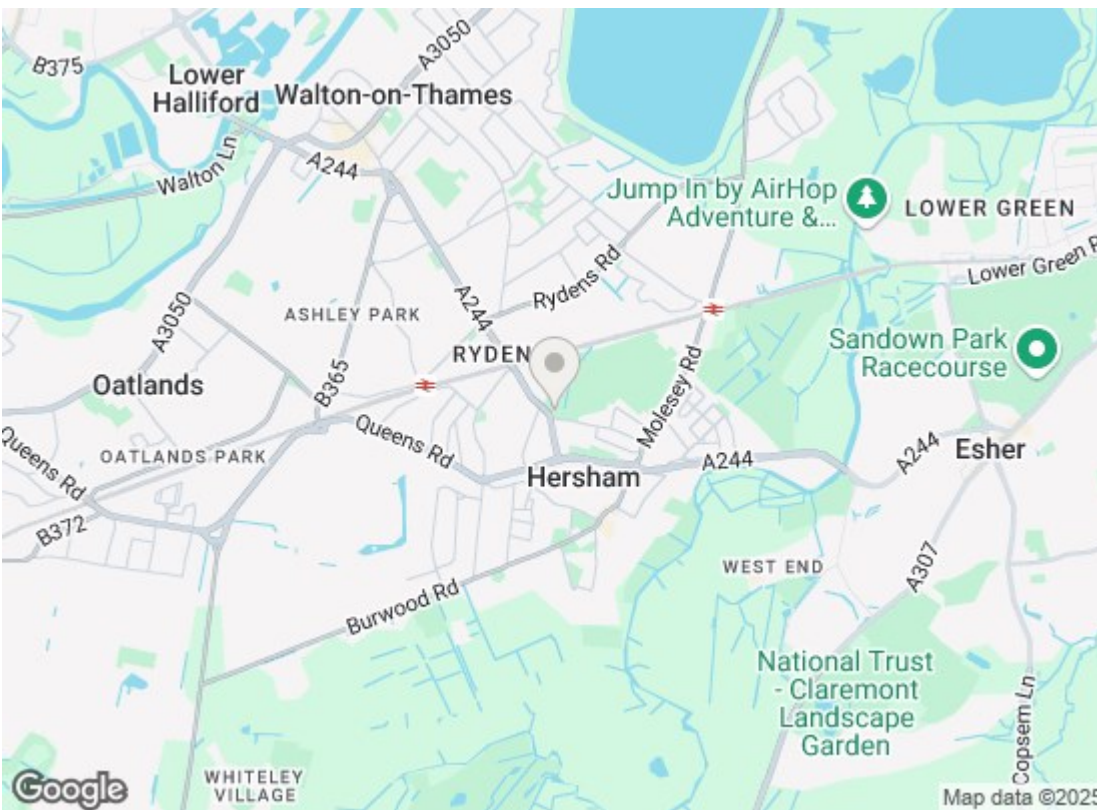 A3050
B375
Lower
Halliford
Walton-on-Thames
Walton Ln
A244
Jump In by AirHop
Adventure &...
LOWER GREEN
Lower Green R
Rydens Rd
A3050
ASHLEY PARK
A244
Sandown Park
Racecourse
RYDEN
Oatlands
B365
Molesey Rd
Queens Rd
Queens Rd
OATLANDS PARK
Hersham
A244
A244
Esher
B372
WEST END
A307
Burwood Rd
National Trust
- Claremont
Landscape
Garden
Copsem Ln
WHITELEY
VILLAGE
Google
Map data ©2025